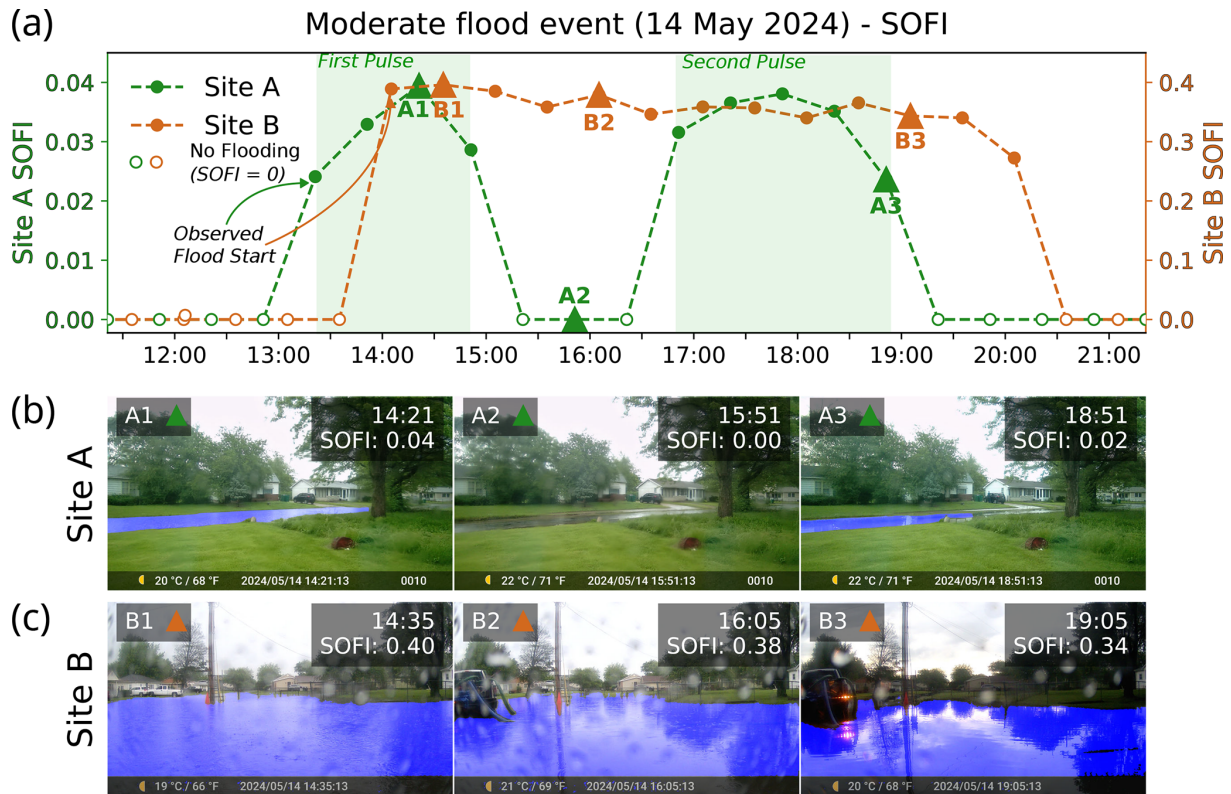 (a)
Moderate flood event (14 May 2024) - SOFI
First Pulse
Second Pulse
Site A
Site B
No Flooding
(SOFI = 0)
Observed
Flood Start
A1
B1
B2
B3
A2
A3
Site A SOFI
0.04
0.03
0.02
0.01
0.00
Site B SOFI
0.4
0.3
0.2
0.1
0.0
12:00 13:00 14:00 15:00 16:00 17:00 18:00 19:00 20:00 21:00
(b)
Site A
A1
14:21
SOFI: 0.04
20 °C / 68 °F 2024/05/14 14:21:13 0010
A2
15:51
SOFI: 0.00
22 °C / 71 °F 2024/05/14 15:51:13 0010
A3
18:51
SOFI: 0.02
22 °C / 71 °F 2024/05/14 18:51:13 0010
(c)
Site B
B1
14:35
SOFI: 0.40
19 °C / 66 °F 2024/05/14 14:35:13
B2
16:05
SOFI: 0.38
21 °C / 69 °F 2024/05/14 16:05:13
B3
19:05
SOFI: 0.34
20 °C / 68 °F 2024/05/14 19:05:13